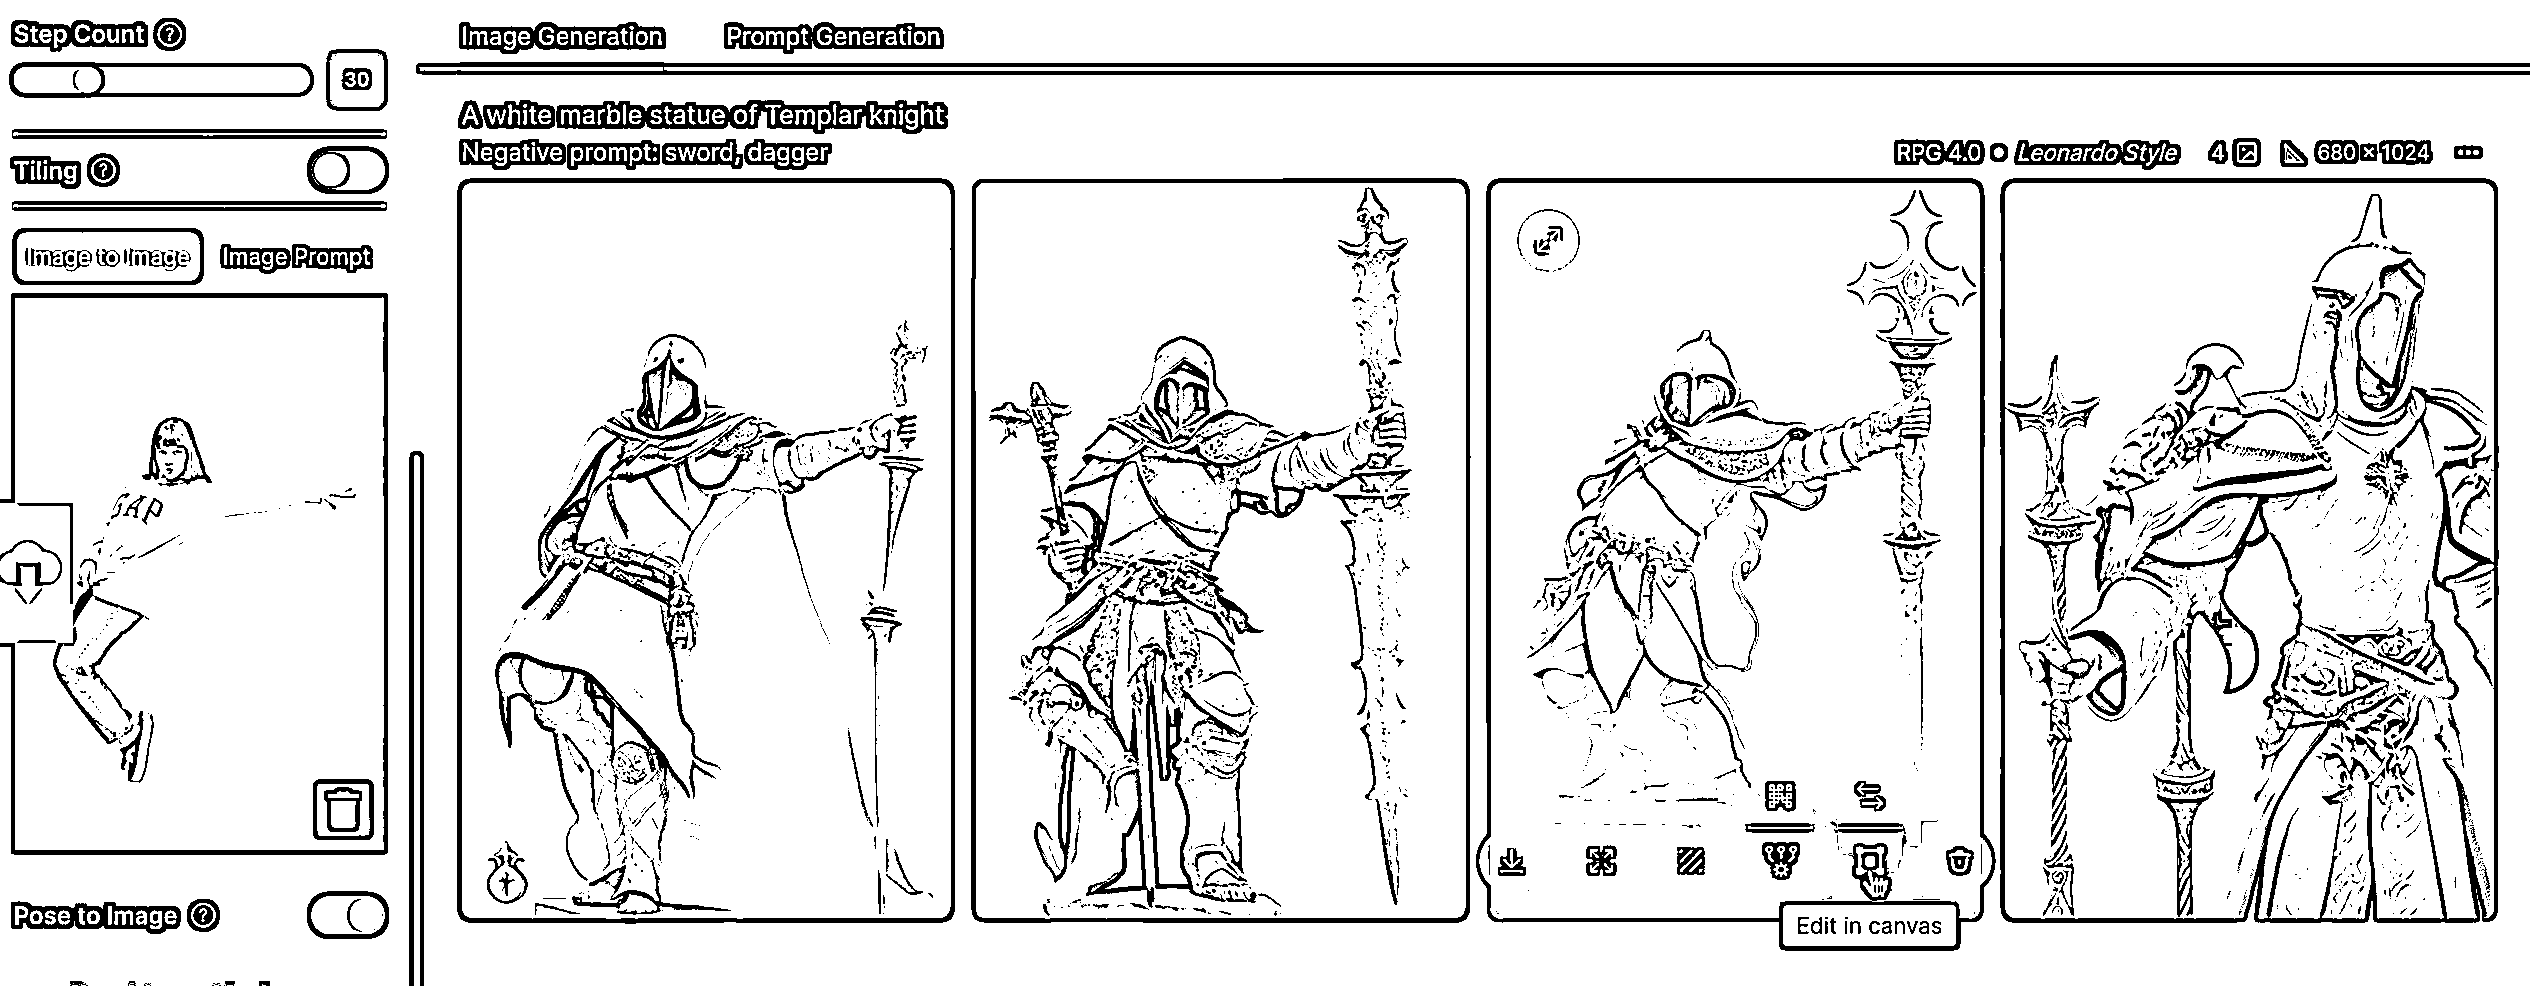 Step Count
30
Tiling
Image to Image Image Prompt
GAP
Pose to Image
Image Generation Prompt Generation
A white marble statue of Templar knight
Negative prompt: sword, dagger
RPG 4.0 Leonardo Style 4 680 × 1024
Edit in canvas